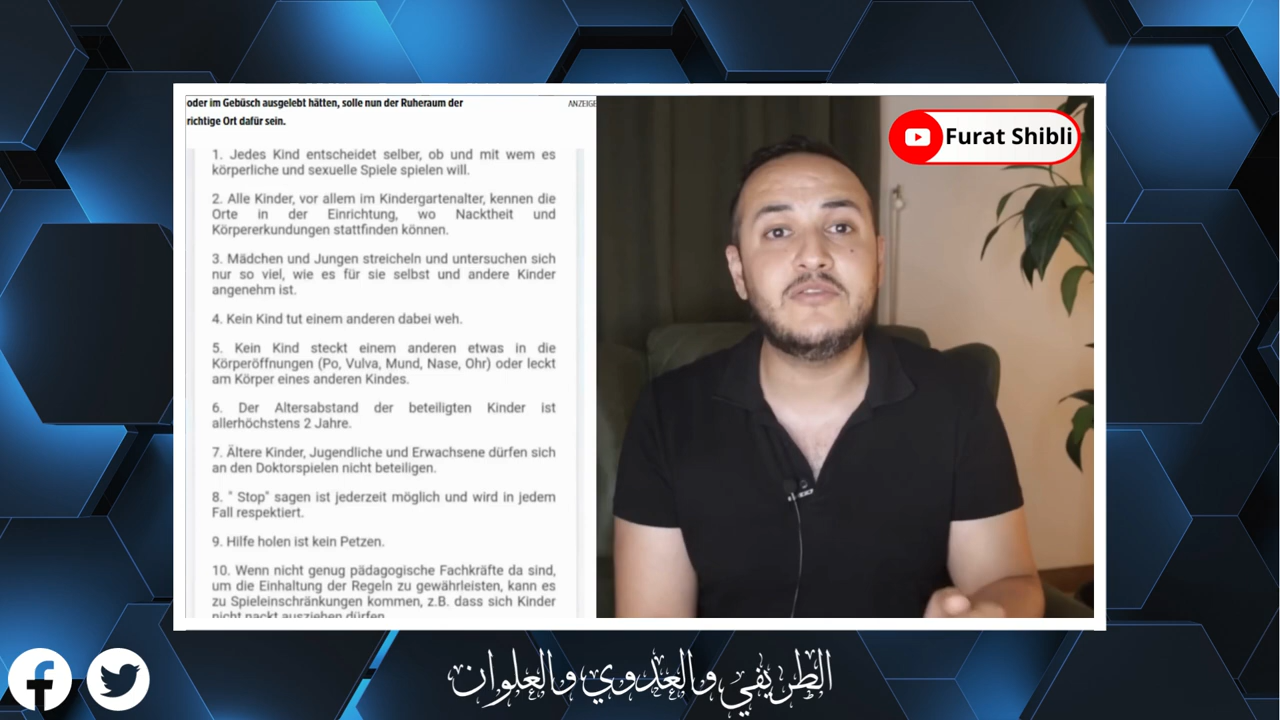 oder im Gebüsch ausgelebt hätten, solle nun der Ruheraum der
richtige Ort dafür sein.
ANZEIGE
1. Jedes Kind entscheidet selber, ob und mit wem es
körperliche und sexuelle Spiele spielen will.
2. Alle Kinder, vor allem im Kindergartenalter, kennen die
Orte in der Einrichtung, wo Nacktheit und
Körpererkundungen stattfinden können.
3. Mädchen und Jungen streicheln und untersuchen sich
nur so viel, wie es für sie selbst und andere Kinder
angenehm ist.
4. Kein Kind tut einem anderen dabei weh.
5. Kein Kind steckt einem anderen etwas in die
Körperöffnungen (Po, Vulva, Mund, Nase, Ohr) oder leckt
am Körper eines anderen Kindes.
6. Der Altersabstand der beteiligten Kinder ist
allerhöchstens 2 Jahre.
7. Ältere Kinder, Jugendliche und Erwachsene dürfen sich
an den Doktorspielen nicht beteiligen.
8. " Stop" sagen ist jederzeit möglich und wird in jedem
Fall respektiert.
9. Hilfe holen ist kein Petzen.
10. Wenn nicht genug pädagogische Fachkräfte da sind,
um die Einhaltung der Regeln zu gewährleisten, kann es
zu Spieleinschränkungen kommen, z.B. dass sich Kinder
nicht nackt ausziehen dürfen
Furat Shibli
الطريفي والعدوي والعلوان